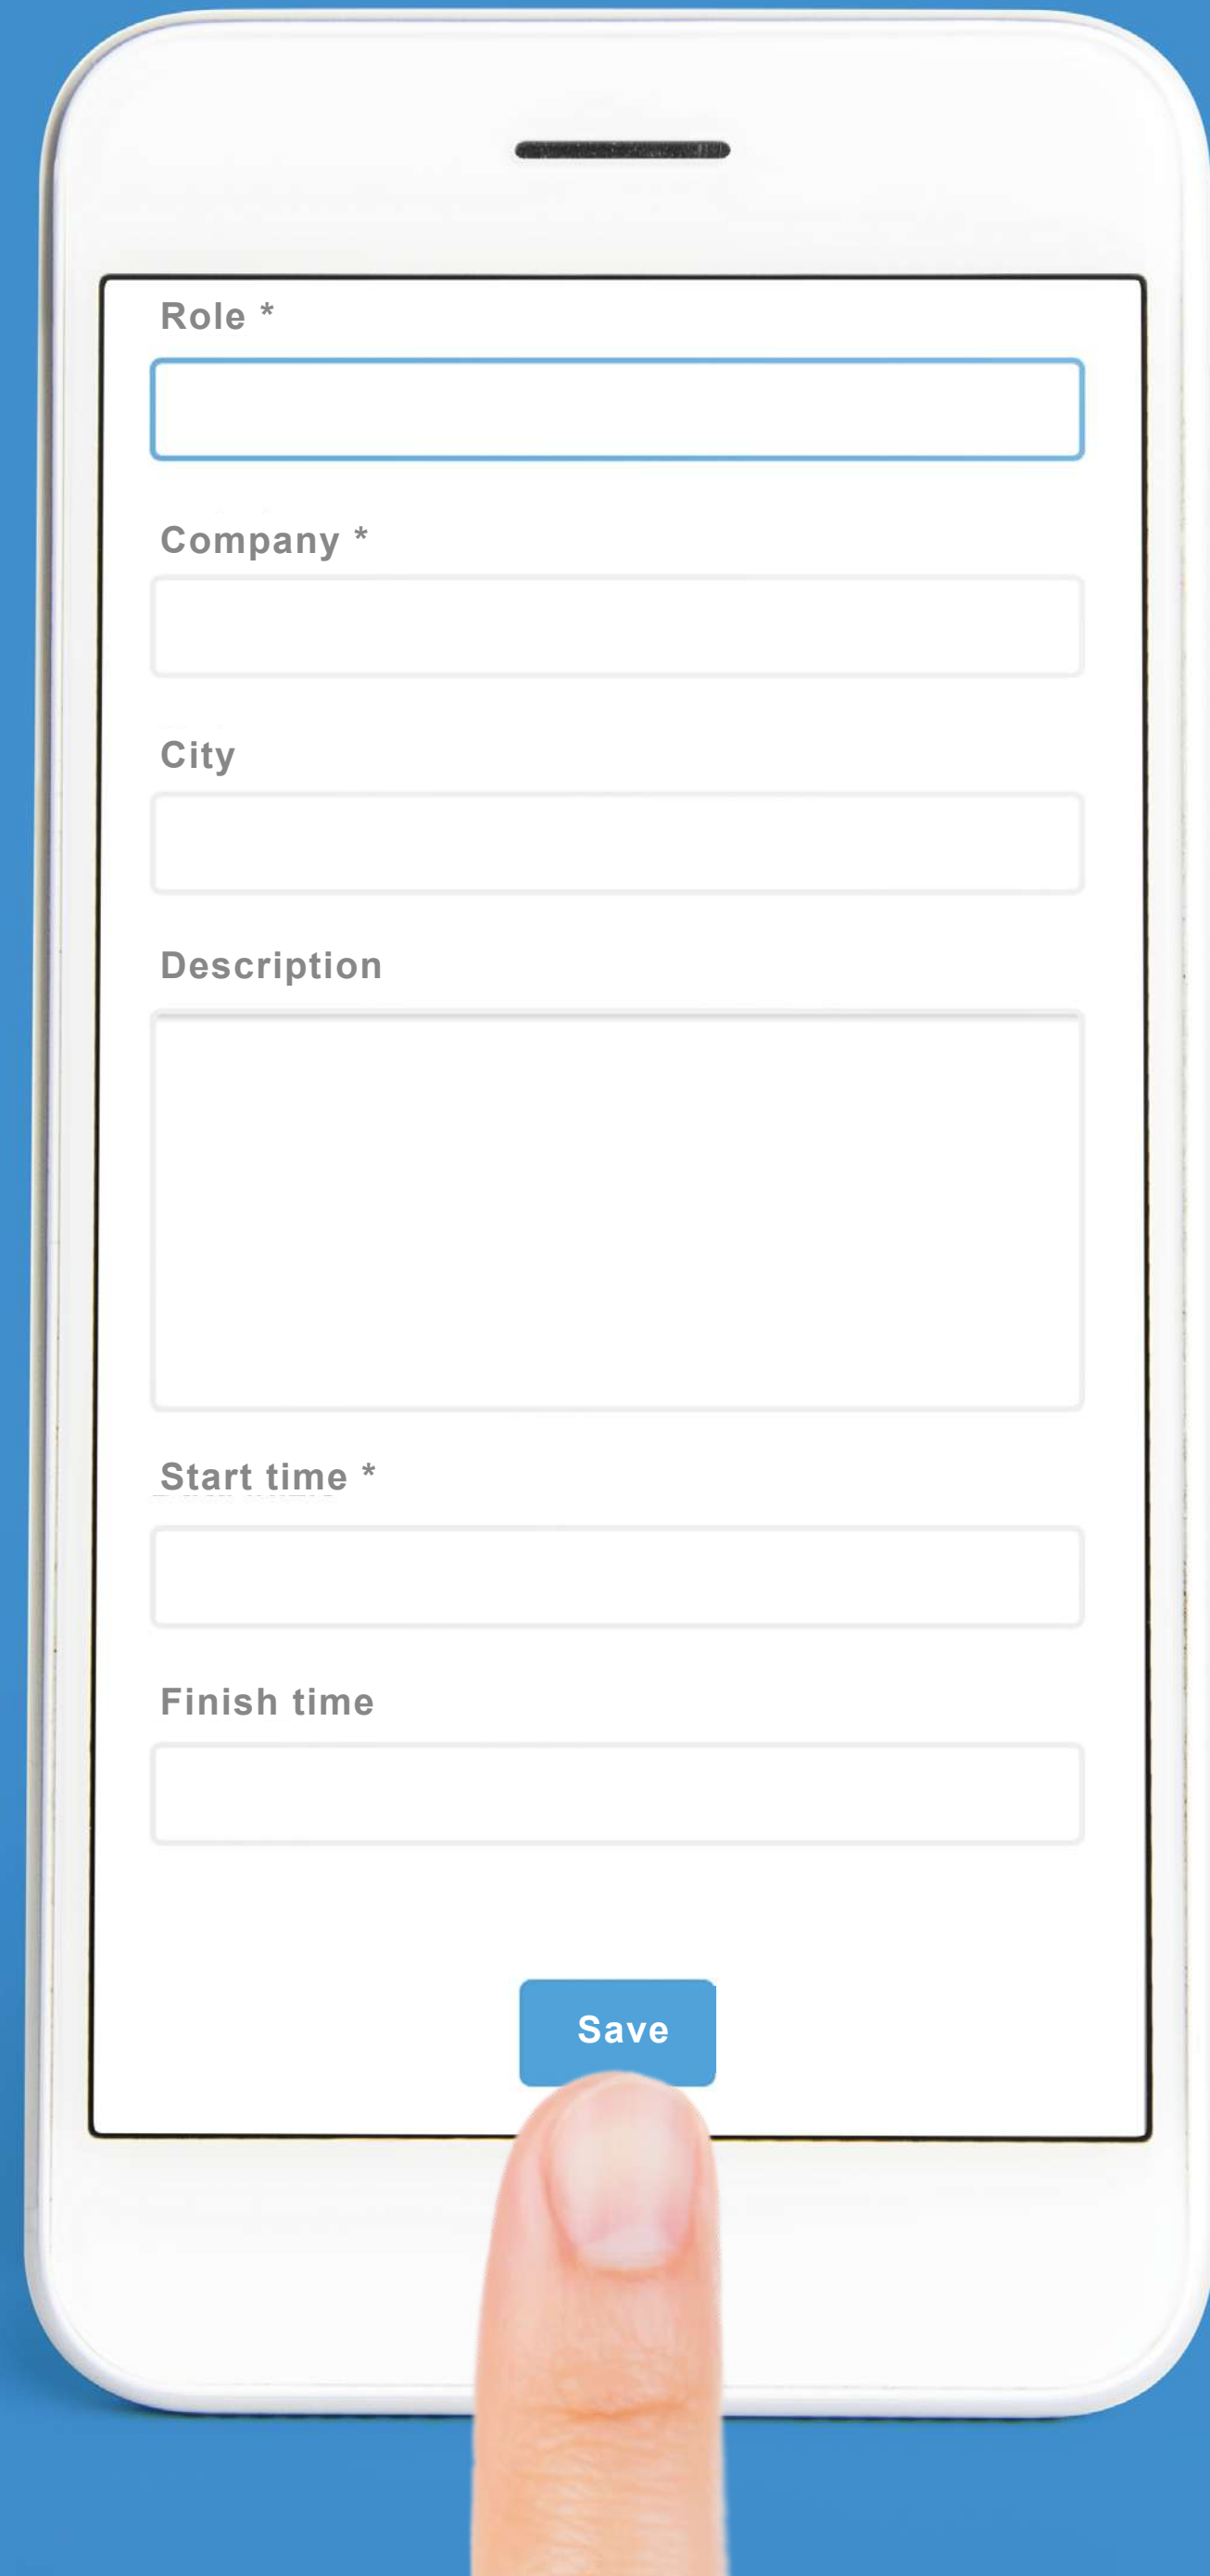 Role *
Company *
City
Description
Start time *
Finish time
Save